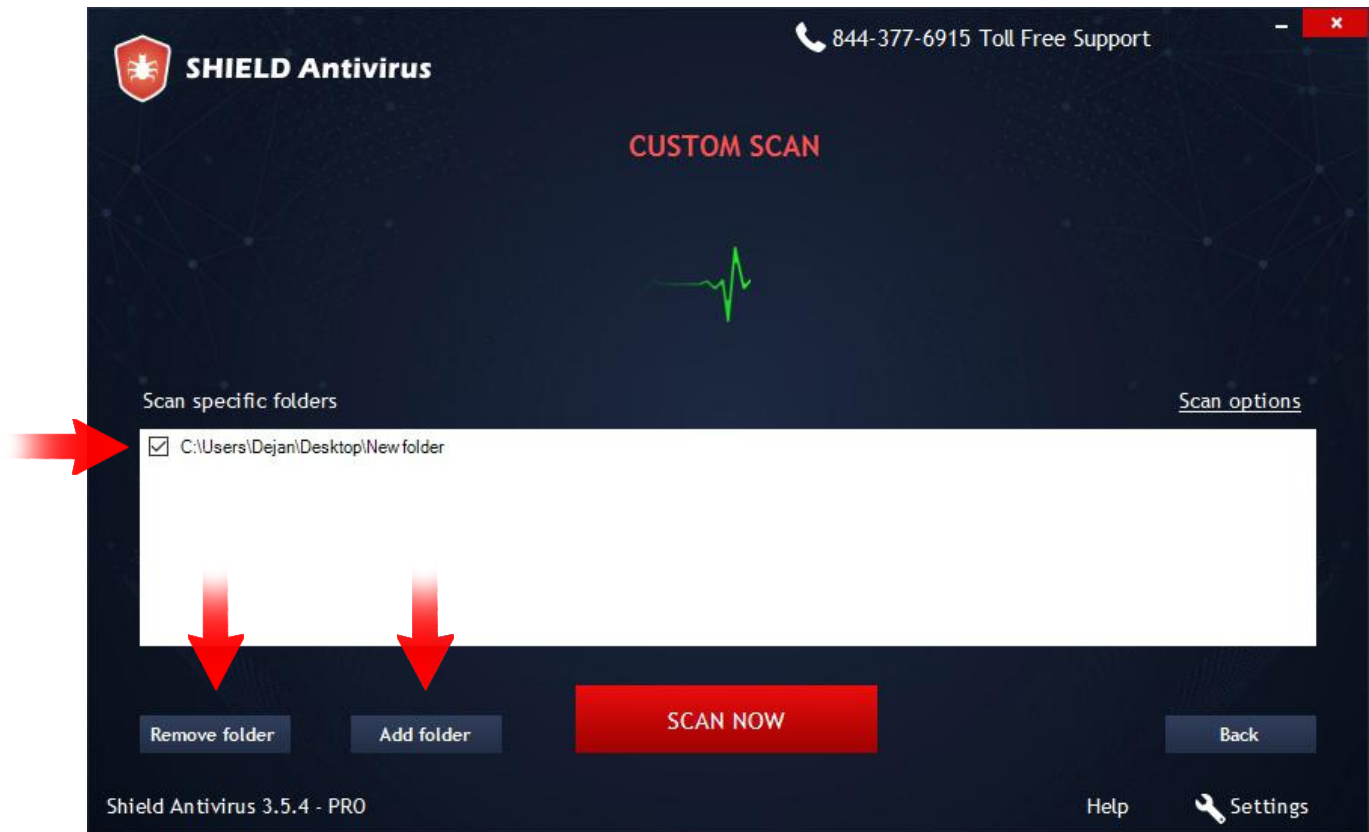 844-377-6915 Toll Free Support
SHIELD Antivirus
CUSTOM SCAN
Scan specific folders
Scan options
C:\Users\Dejan\Desktop\New folder
Remove folder
Add folder
SCAN NOW
Back
Shield Antivirus 3.5.4 - PRO
Help
Settings